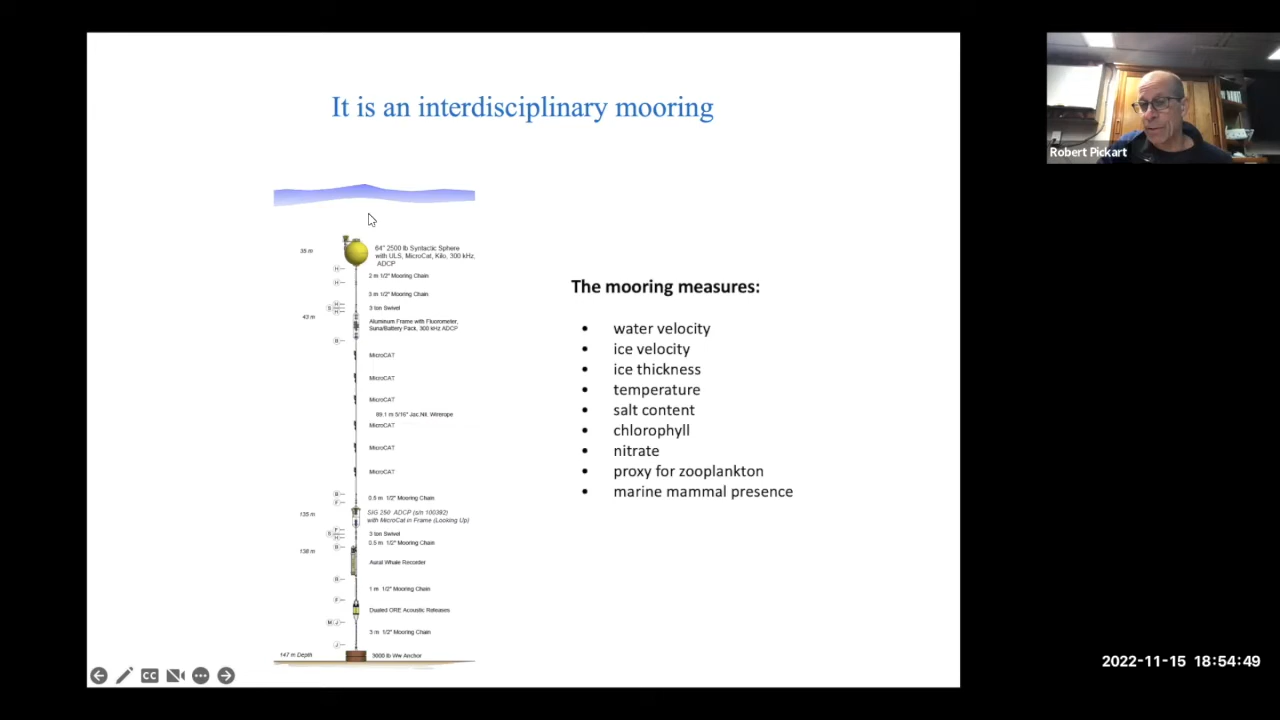 It is an interdisciplinary mooring
Robert Pickart
35 m
64" 2500 lb Syntactic Sphere
with ULS, MicroCat, Kilo, 300 kHz,
ADCP
2 m 1/2" Mooring Chain
3 m 1/2" Mooring Chain
3 ton Swivel
43 m
Aluminum Frame with Fluorometer,
Suna/Battery Pack, 300 kHz ADCP
MicroCAT
MicroCAT
MicroCAT
89.1 m 5/16" Jac. Nil. Wirerope
MicroCAT
MicroCAT
MicroCAT
0.5 m 1/2" Mooring Chain
135 m
SIG 250 ADCP (s/n 100392)
with MicroCat in Frame (Looking Up)
3 ton Swivel
0.5 m 1/2" Mooring Chain
138 m
Aural Whale Recorder
1 m 1/2" Mooring Chain
Dualed ORE Acoustic Releases
3 m 1/2" Mooring Chain
147 m Depth
3000 lb Ww Anchor
The mooring measures:
• water velocity
• ice velocity
• ice thickness
• temperature
• salt content
• chlorophyll
• nitrate
• proxy for zooplankton
• marine mammal presence
CC
2022-11-15 18:54:49